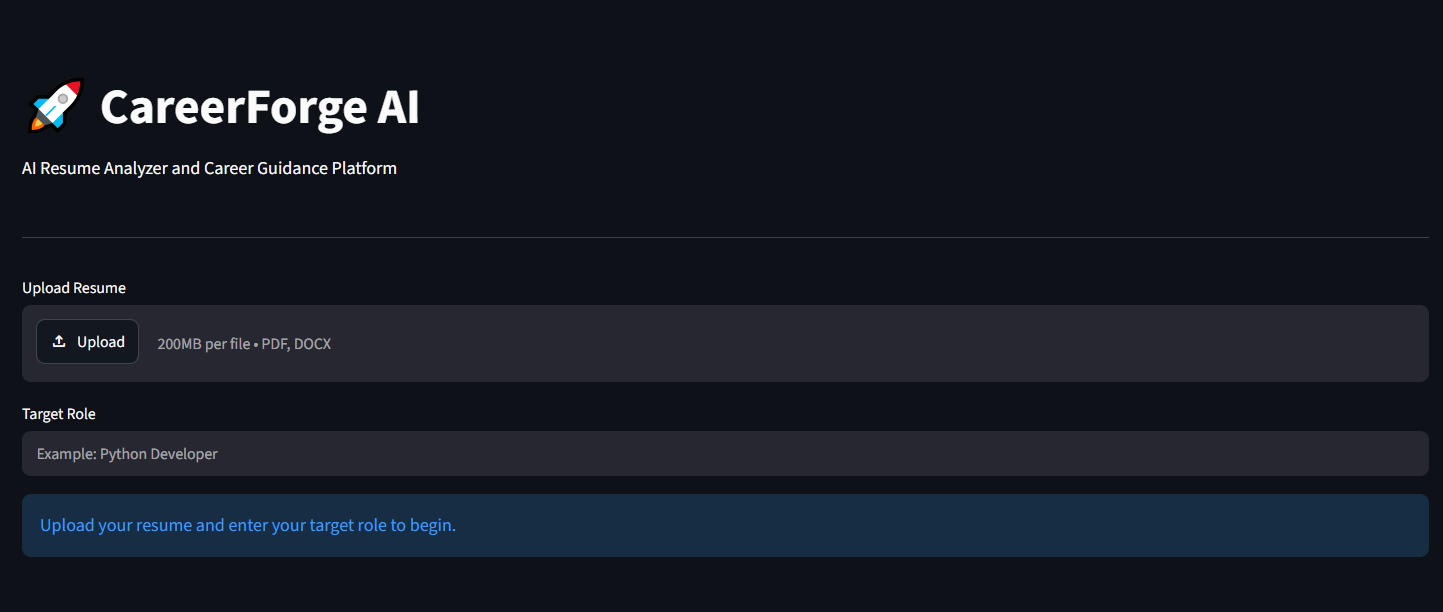 CareerForge AI
AI Resume Analyzer and Career Guidance Platform
Upload Resume
Upload
200MB per file • PDF, DOCX
Target Role
Example: Python Developer
Upload your resume and enter your target role to begin.